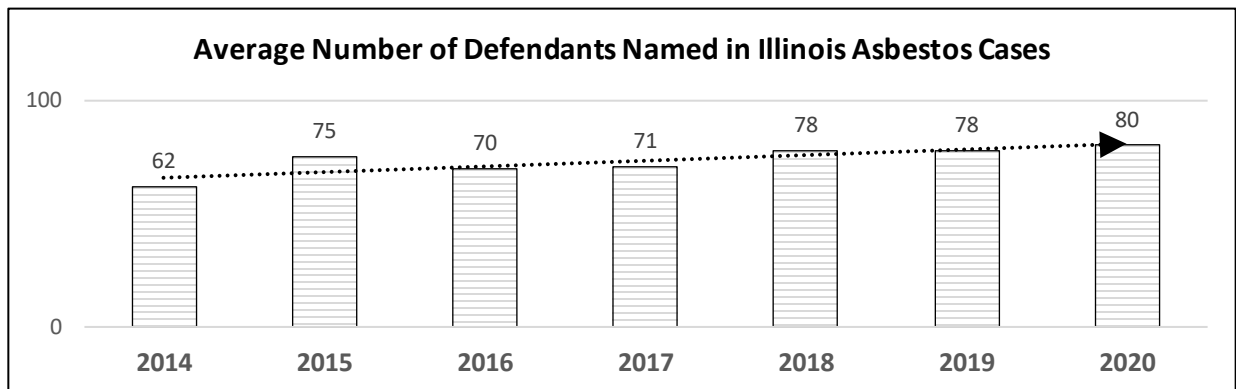 Average Number of Defendants Named in Illinois Asbestos Cases
100
62 75 70 71 78 78 80
0
2014 2015 2016 2017 2018 2019 2020